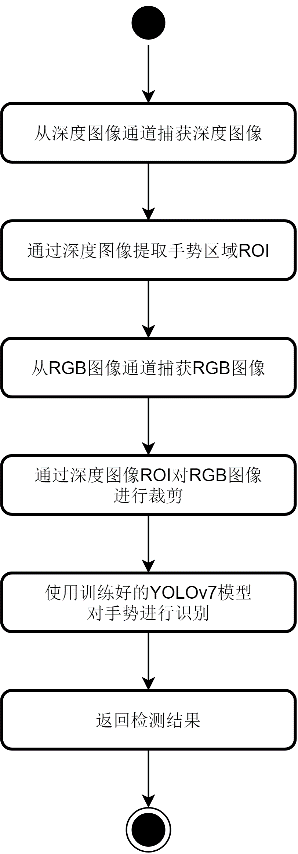 从深度图像通道捕获深度图像
通过深度图像提取手势区域ROI
从RGB图像通道捕获RGB图像
通过深度图像ROI对RGB图像
进行裁剪
使用训练好的YOLOv7模型
对手势进行识别
返回检测结果